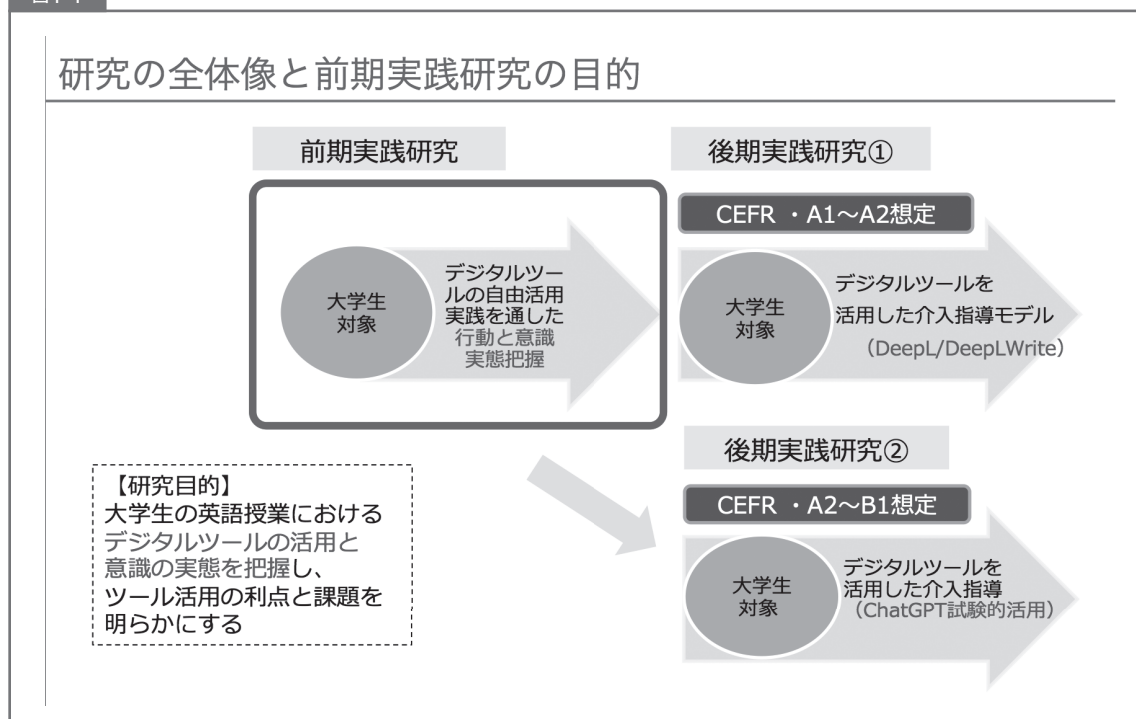 研究の全体像と前期実践研究の目的
前期実践研究
大学生
対象
デジタルツー
ルの自由活用
実践を通した
行動と意識
実態把握
後期実践研究①
CEFR ・A1~A2想定
大学生
対象
デジタルツールを
活用した介入指導モデル
(DeepL/DeepLWrite)
【研究目的】
大学生の英語授業における
デジタルツールの活用と
意識の実態を把握し、
ツール活用の利点と課題を
明らかにする
後期実践研究②
CEFR ・A2~B1想定
大学生
対象
デジタルツールを
活用した介入指導
(ChatGPT試験的活用)